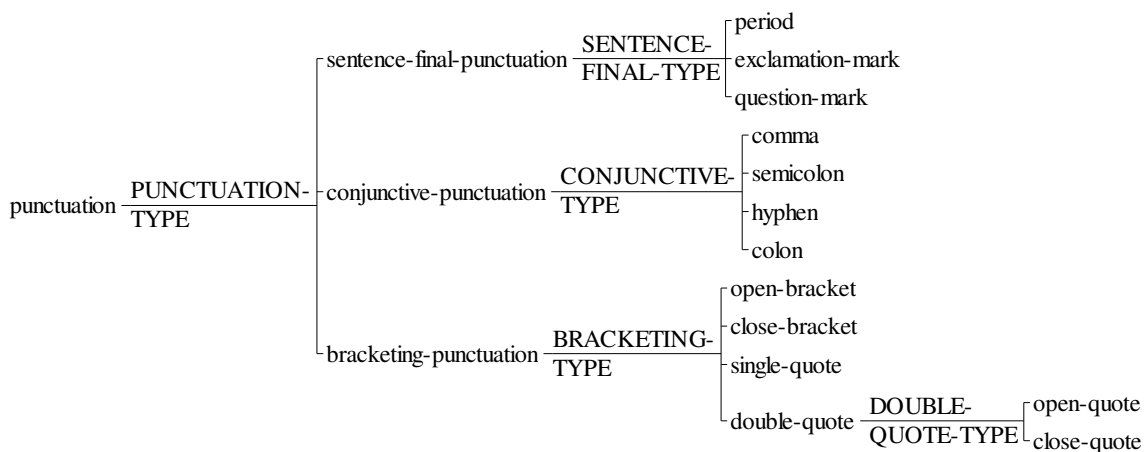 period
sentence-final-punctuation SENTENCE-
FINAL-TYPE exclamation-mark
question-mark
comma
punctuation PUNCTUATION-
TYPE
conjunctive-punctuation CONJUNCTIVE-
TYPE
semicolon
hyphen
colon
open-bracket
close-bracket
bracketing-punctuation BRACKETING-
TYPE
single-quote
double-quote DOUBLE-
QUOTE-TYPE
open-quote
close-quote